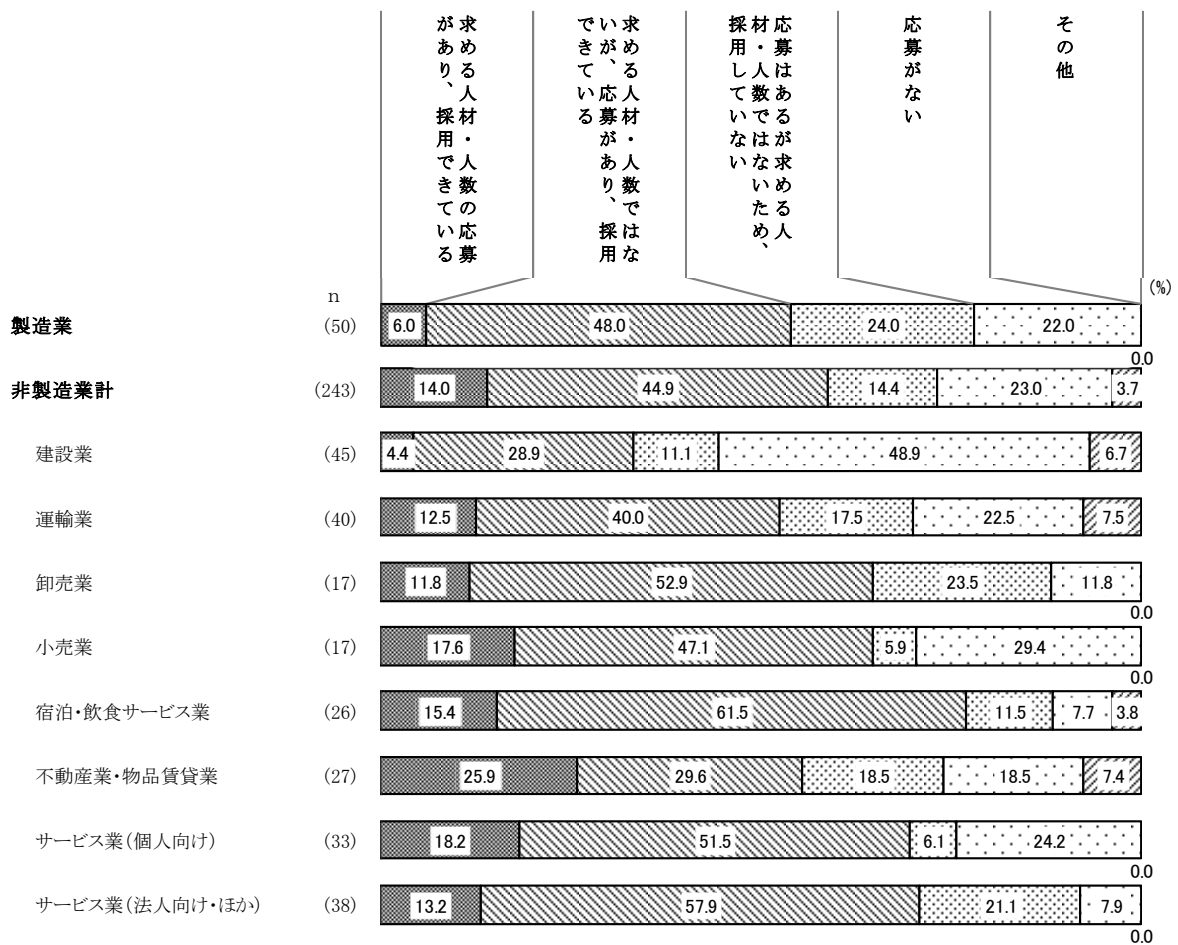 求める人材・人数の応募
があり、採用できている
求める人材・人数ではな
いが、応募があり、採用
できている
応募はあるが求める人
材・人数ではないため、
採用していない
応募がない
その他
n
(%)
製造業 (50) 6.0 48.0 24.0 22.0
0.0
非製造業計 (243) 14.0 44.9 14.4 23.0 3.7
建設業 (45) 4.4 28.9 11.1 48.9 6.7
運輸業 (40) 12.5 40.0 17.5 22.5 7.5
卸売業 (17) 11.8 52.9 23.5 11.8
0.0
小売業 (17) 17.6 47.1 5.9 29.4
0.0
宿泊・飲食サービス業 (26) 15.4 61.5 11.5 7.7 3.8
不動産業・物品賃貸業 (27) 25.9 29.6 18.5 18.5 7.4
サービス業(個人向け) (33) 18.2 51.5 6.1 24.2
0.0
サービス業(法人向け・ほか) (38) 13.2 57.9 21.1 7.9
0.0